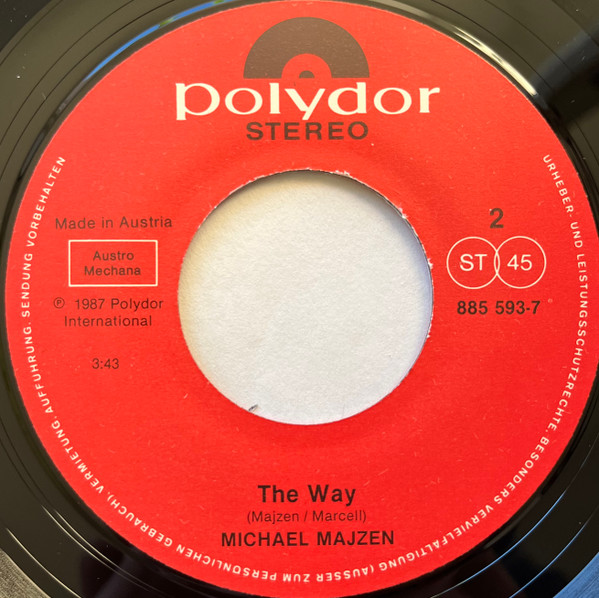 polydor
STEREO
Made in Austria
Austro
Mechana
℗ 1987 Polydor
International
3:43
2
ST 45
885 593-7
The Way
(Majzen / Marcell)
MICHAEL MAJZEN
URHEBER- UND LEISTUNGSSCHUTZRECHTE. BESONDERS VERVIELFÄLTIGUNG (AUSSER ZUM PERSÖNLICHEN GEBRAUCH), VERMIETUNG, AUFFÜHRUNG, SENDUNG VORBEHALTEN